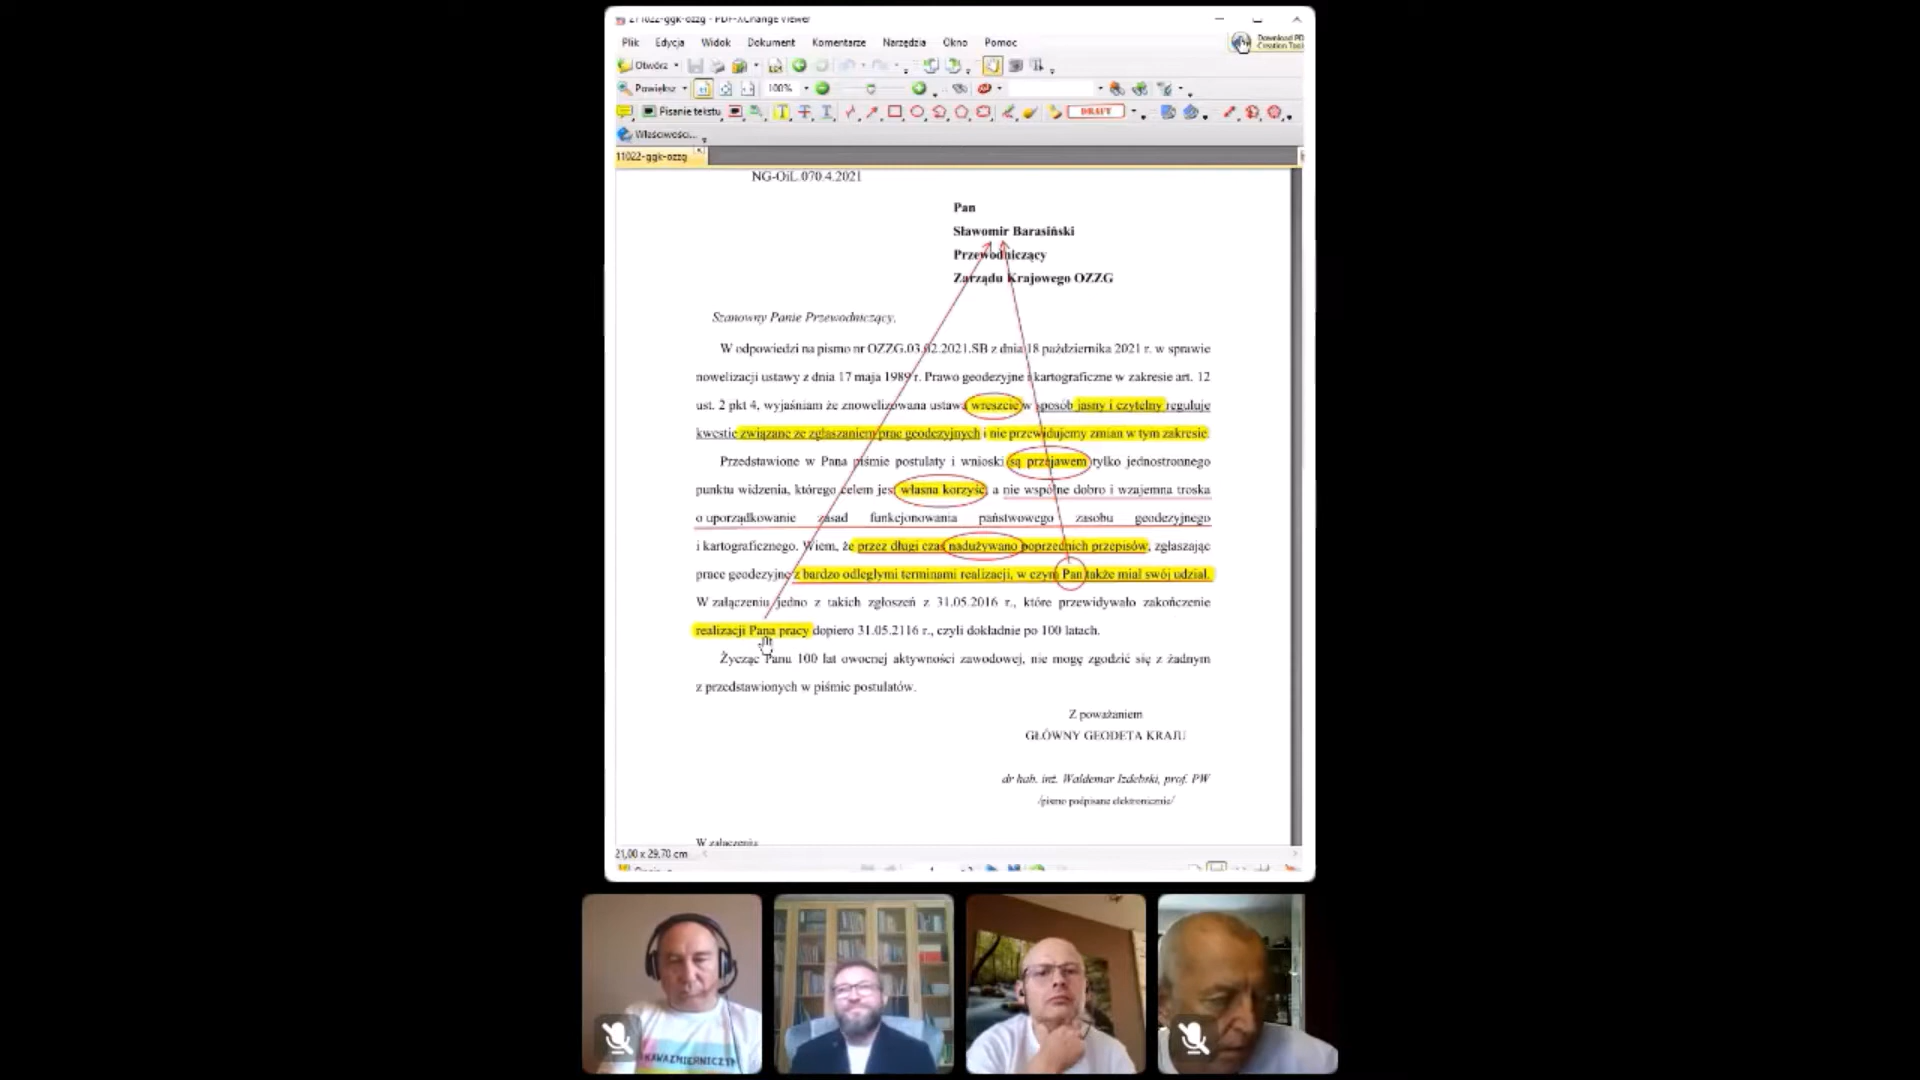 211022-ggk-ozzg - PDF-XChange Viewer
Plik Edycja Widok Dokument Komentarze Narzędzia Okno Pomoc
Download PD
Creation Tool
Otwórz
Powiększ 100%
Pisanie tekstu DRAFT
Właściwości...
11022-ggk-ozzg
NG-OiL.070.4.2021
Pan
Sławomir Barasiński
Przewodniczący
Zarządu Krajowego OZZG
Szanowny Panie Przewodniczący,
W odpowiedzi na pismo nr OZZG.03.02.2021.SB z dnia 18 października 2021 r. w sprawie
nowelizacji ustawy z dnia 17 maja 1989 r. Prawo geodezyjne i kartograficzne w zakresie art. 12
ust. 2 pkt 4, wyjaśniam że znowelizowana ustawa wreszcie w sposób jasny i czytelny reguluje
kwestie związane ze zgłaszaniem prac geodezyjnych i nie przewidujemy zmian w tym zakresie.
Przedstawione w Pana piśmie postulaty i wnioski są przejawem tylko jednostronnego
punktu widzenia, którego celem jest własna korzyść, a nie wspólne dobro i wzajemna troska
o uporządkowanie zasad funkcjonowania państwowego zasobu geodezyjnego
i kartograficznego. Wiem, że przez długi czas nadużywano poprzednich przepisów, zgłaszając
prace geodezyjne z bardzo odległymi terminami realizacji, w czym Pan także miał swój udział.
W załączeniu jedno z takich zgłoszeń z 31.05.2016 r., które przewidywało zakończenie
realizacji Pana pracy dopiero 31.05.2116 r., czyli dokładnie po 100 latach.
Życząc Panu 100 lat owocnej aktywności zawodowej, nie mogę zgodzić się z żadnym
z przedstawionych w piśmie postulatów.
Z poważaniem
GŁÓWNY GEODETA KRAJU
dr hab. inż. Waldemar Izdebski, prof. PW
/pismo podpisane elektronicznie/
W załączeniu
21,00 x 29,70 cm
KAWAZMIERNICZYM